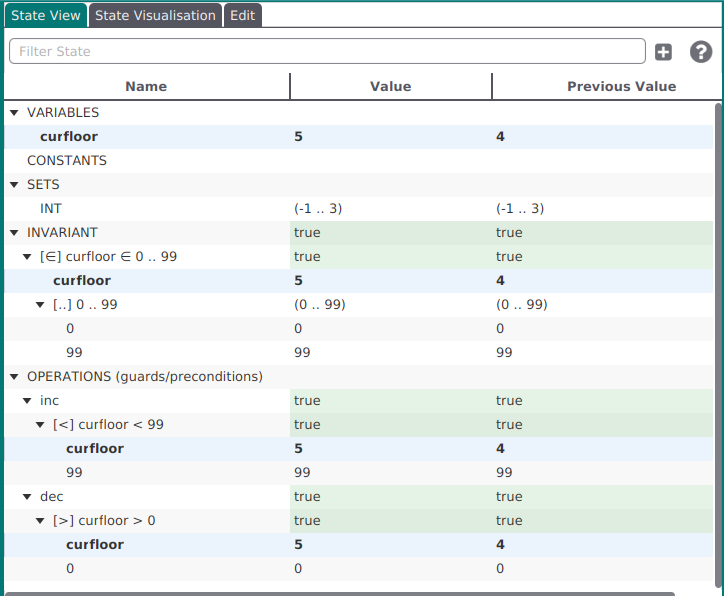 State View State Visualisation Edit
Filter State
Name Value Previous Value
VARIABLES
curfloor 5 4
CONSTANTS
SETS
INT (-1 .. 3) (-1 .. 3)
INVARIANT true true
[∈] curfloor ∈ 0 .. 99 true true
curfloor 5 4
[..] 0 .. 99 (0 .. 99) (0 .. 99)
0 0 0
99 99 99
OPERATIONS (guards/preconditions)
inc true true
[<] curfloor < 99 true true
curfloor 5 4
99 99 99
dec true true
[>] curfloor > 0 true true
curfloor 5 4
0 0 0